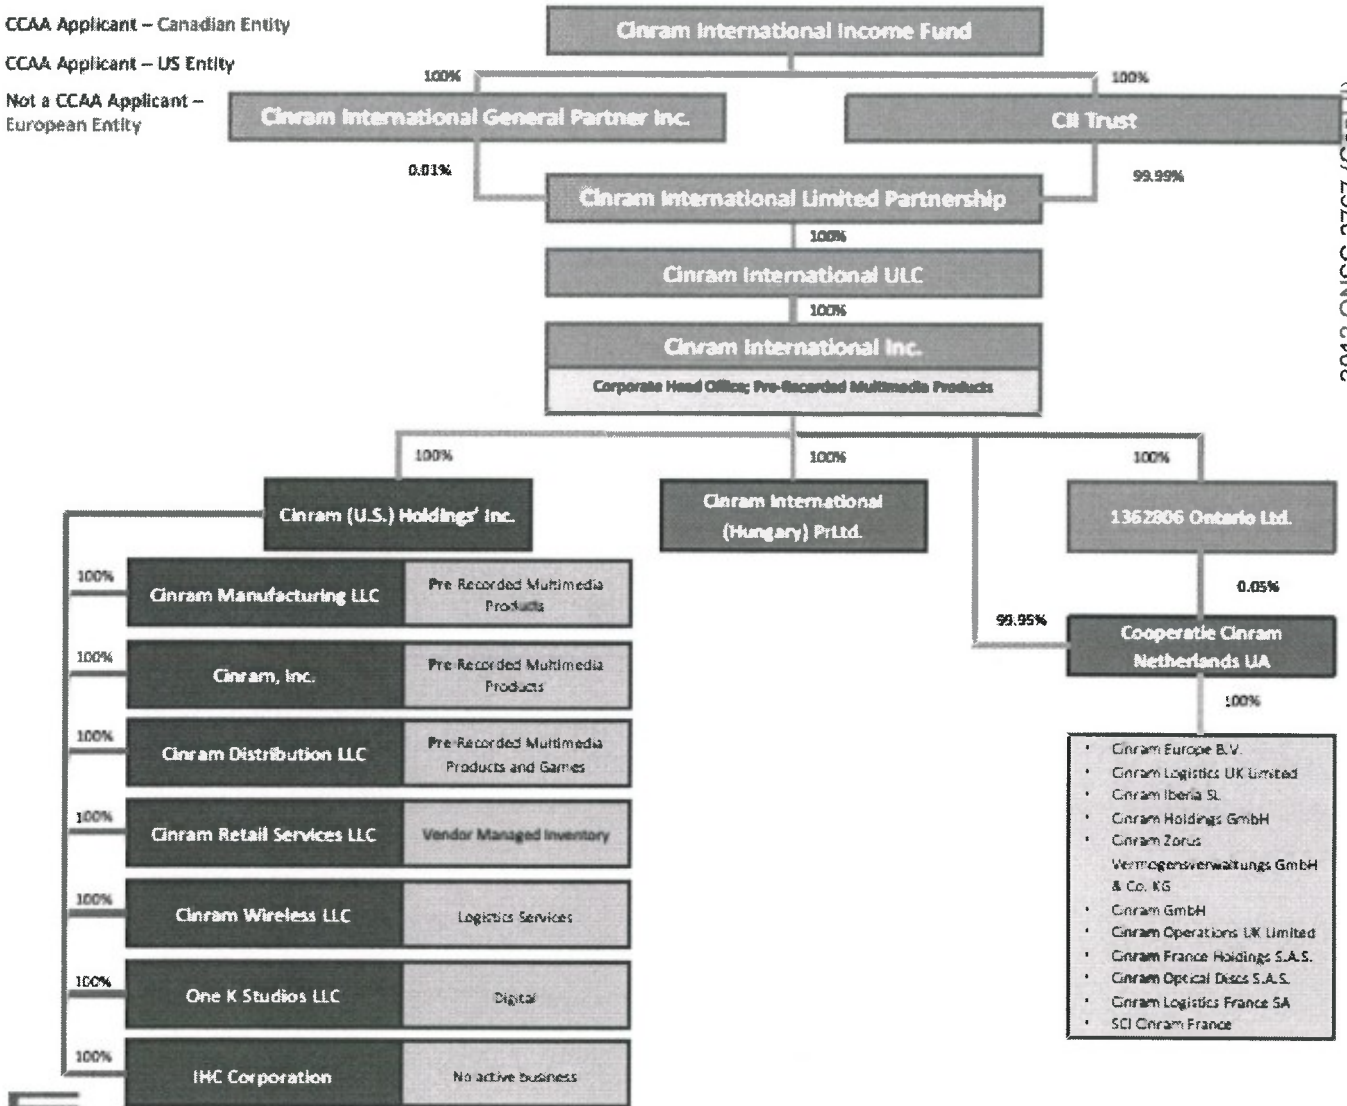 CCAA Applicant – Canadian Entity
CCAA Applicant – US Entity
Not a CCAA Applicant –
European Entity
Cinram International Income Fund
100%
100%
Cinram International General Partner Inc.
CII Trust
0.01%
99.99%
Cinram International Limited Partnership
100%
Cinram International ULC
100%
Cinram International Inc.
Corporate Head Office; Pre-Recorded Multimedia Products
100%
100%
100%
Cinram (U.S.) Holdings' Inc.
Cinram International
(Hungary) PrLtd.
1362806 Ontario Ltd.
0.05%
99.95%
Cooperatie Cinram
Netherlands UA
100%
100%
Cinram Manufacturing LLC
Pre Recorded Multimedia
Products
100%
Cinram, Inc.
Pre-Recorded Multimedia
Products
100%
Cinram Distribution LLC
Pre-Recorded Multimedia
Products and Games
100%
Cinram Retail Services LLC
Vendor Managed Inventory
100%
Cinram Wireless LLC
Logistics Services
100%
One K Studios LLC
Digital
100%
IHC Corporation
No active business
• Cinram Europe B.V.
• Cinram Logistics UK Limited
• Cinram Iberia SL
• Cinram Holdings GmbH
• Cinram Zorus
Vermogensverwaltungs GmbH
& Co. KG
• Cinram GmbH
• Cinram Operations UK Limited
• Cinram France Holdings S.A.S.
• Cinram Optical Discs S.A.S.
• Cinram Logistics France SA
• SCI Cinram France